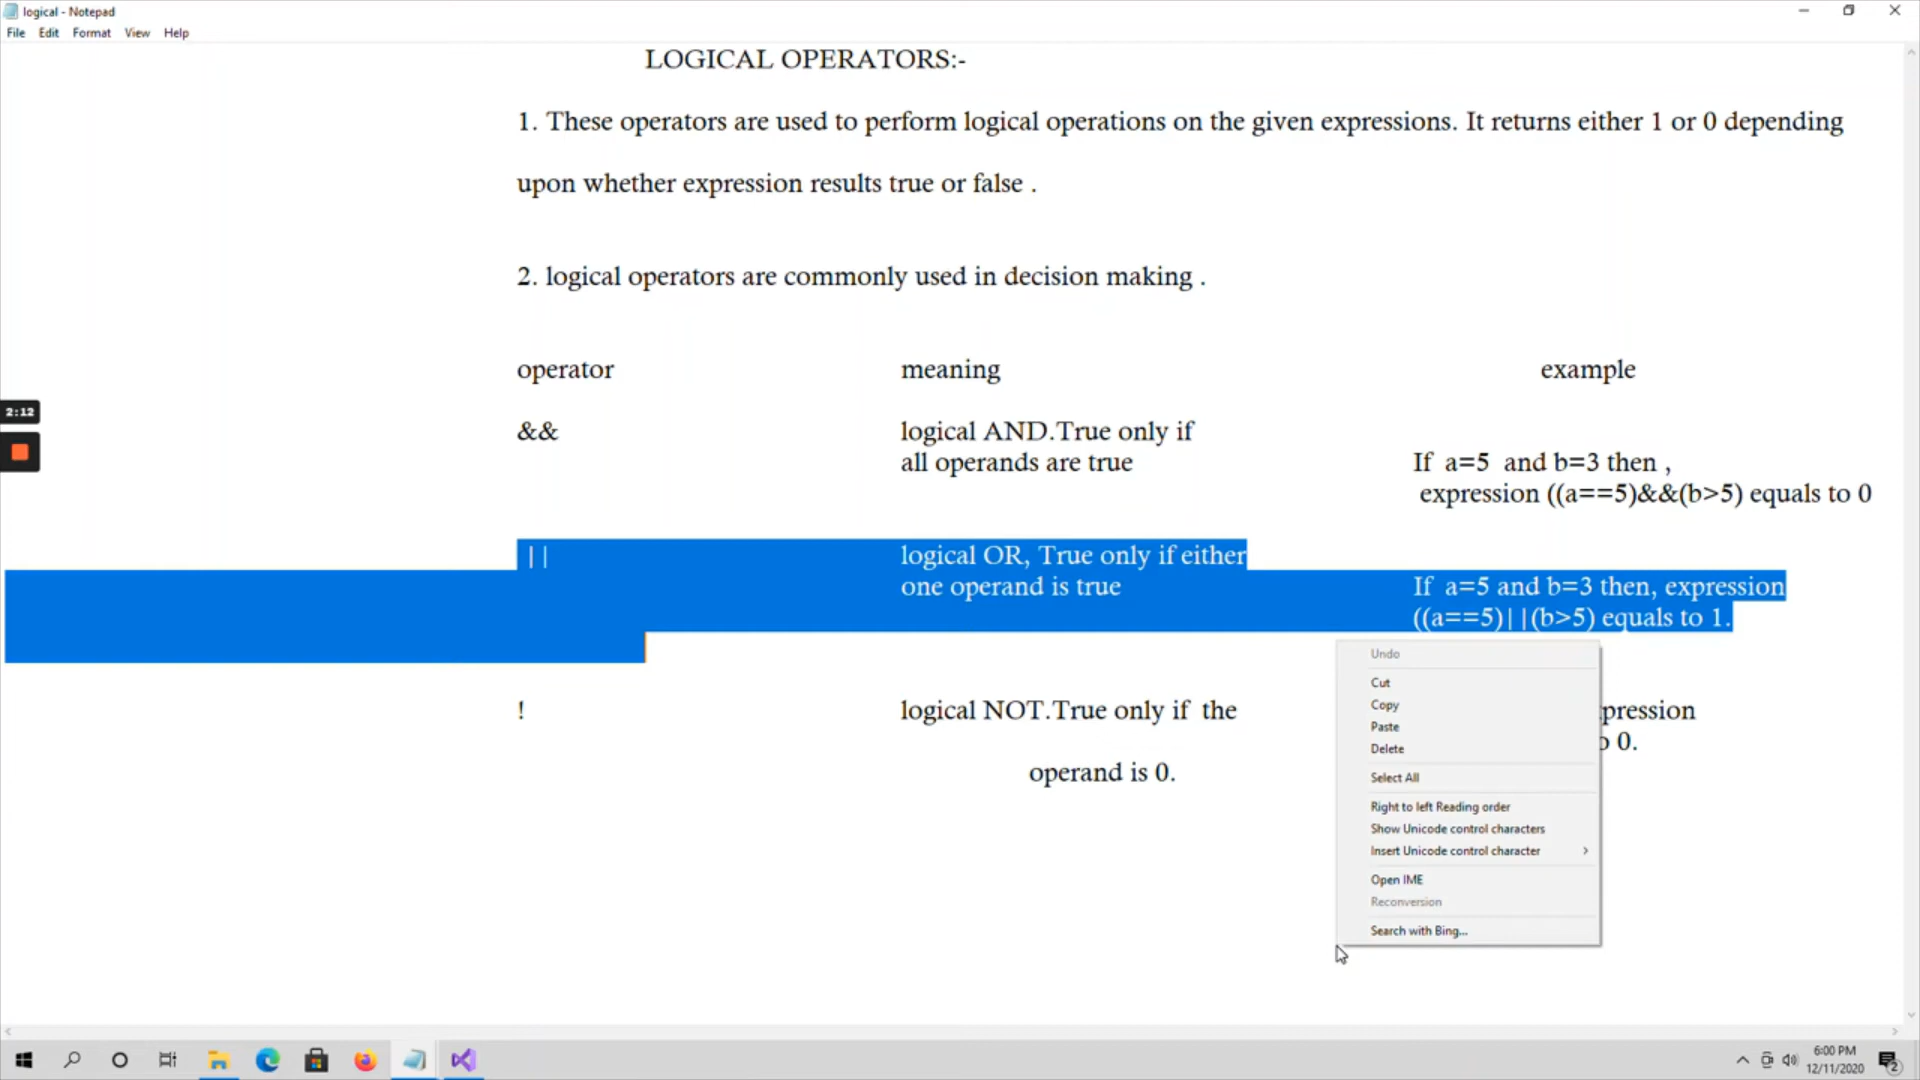 logical - Notepad
File Edit Format View Help
LOGICAL OPERATORS:-
1. These operators are used to perform logical operations on the given expressions. It returns either 1 or 0 depending
upon whether expression results true or false .
2. logical operators are commonly used in decision making .
operator meaning example
2:12
&& logical AND.True only if
all operands are true If a=5 and b=3 then ,
expression ((a==5)&&(b>5) equals to 0
|| logical OR, True only if either
one operand is true If a=5 and b=3 then, expression
((a==5)||(b>5) equals to 1.
! logical NOT.True only if the
0.
operand is 0.
Undo
Cut
Copy
Paste
Delete
Select All
Right to left Reading order
Show Unicode control characters
Insert Unicode control character
Open IME
Reconversion
Search with Bing...
6:00 PM
12/11/2020
2